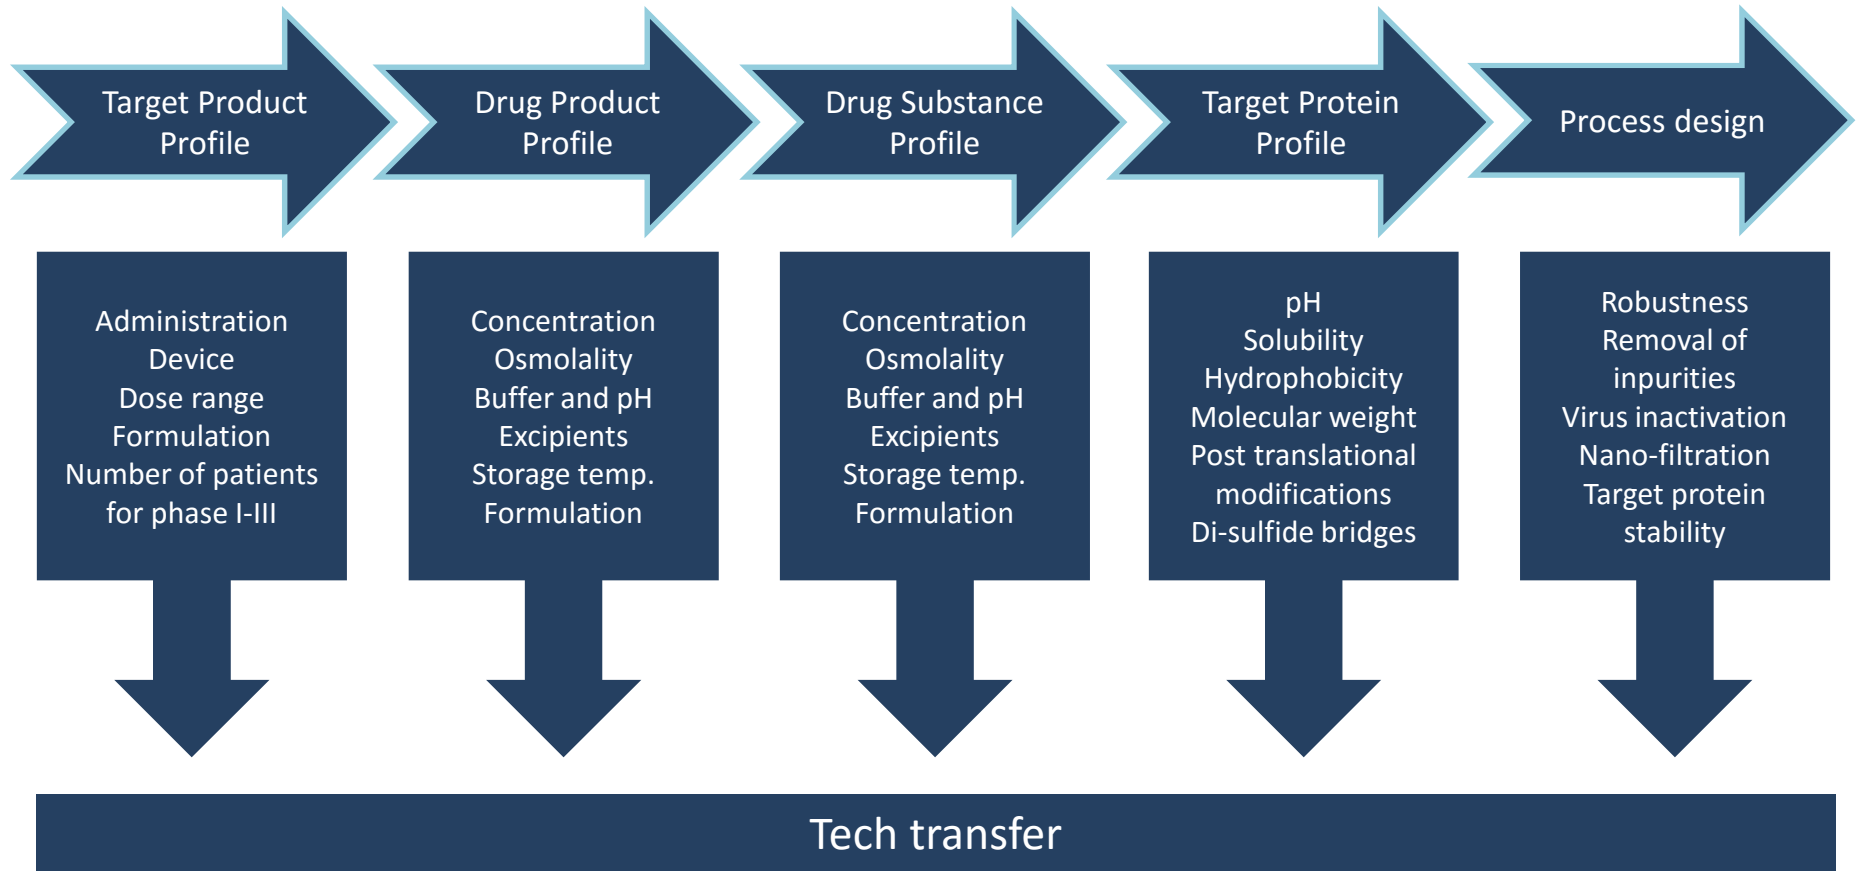 Target Product
Profile
Drug Product
Profile
Drug Substance
Profile
Target Protein
Profile
Process design
Administration
Device
Dose range
Formulation
Number of patients
for phase I-III
Concentration
Osmolality
Buffer and pH
Excipients
Storage temp.
Formulation
Concentration
Osmolality
Buffer and pH
Excipients
Storage temp.
Formulation
pH
Solubility
Hydrophobicity
Molecular weight
Post translational
modifications
Di-sulfide bridges
Robustness
Removal of
inpurities
Virus inactivation
Nano-filtration
Target protein
stability
Tech transfer